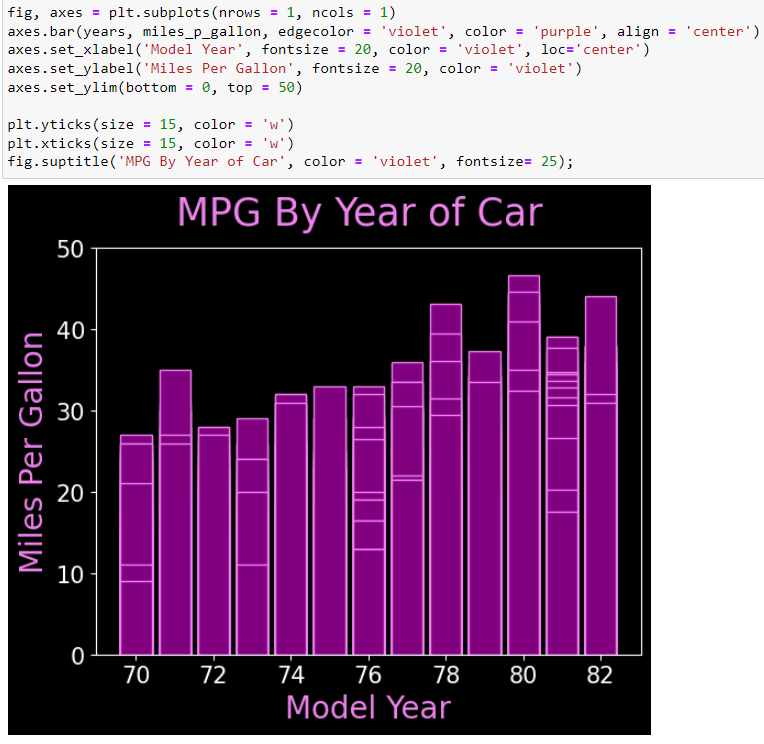 fig, axes = plt.subplots(nrows = 1, ncols = 1)
axes.bar(years, miles_p_gallon, edgecolor = 'violet', color = 'purple', align = 'center')
axes.set_xlabel('Model Year', fontsize = 20, color = 'violet', loc='center')
axes.set_ylabel('Miles Per Gallon', fontsize = 20, color = 'violet')
axes.set_ylim(bottom = 0, top = 50)
plt.yticks(size = 15, color = 'w')
plt.xticks(size = 15, color = 'w')
fig.suptitle('MPG By Year of Car', color = 'violet', fontsize= 25);
MPG By Year of Car
Miles Per Gallon
50
40
30
20
10
0
70 72 74 76 78 80 82
Model Year